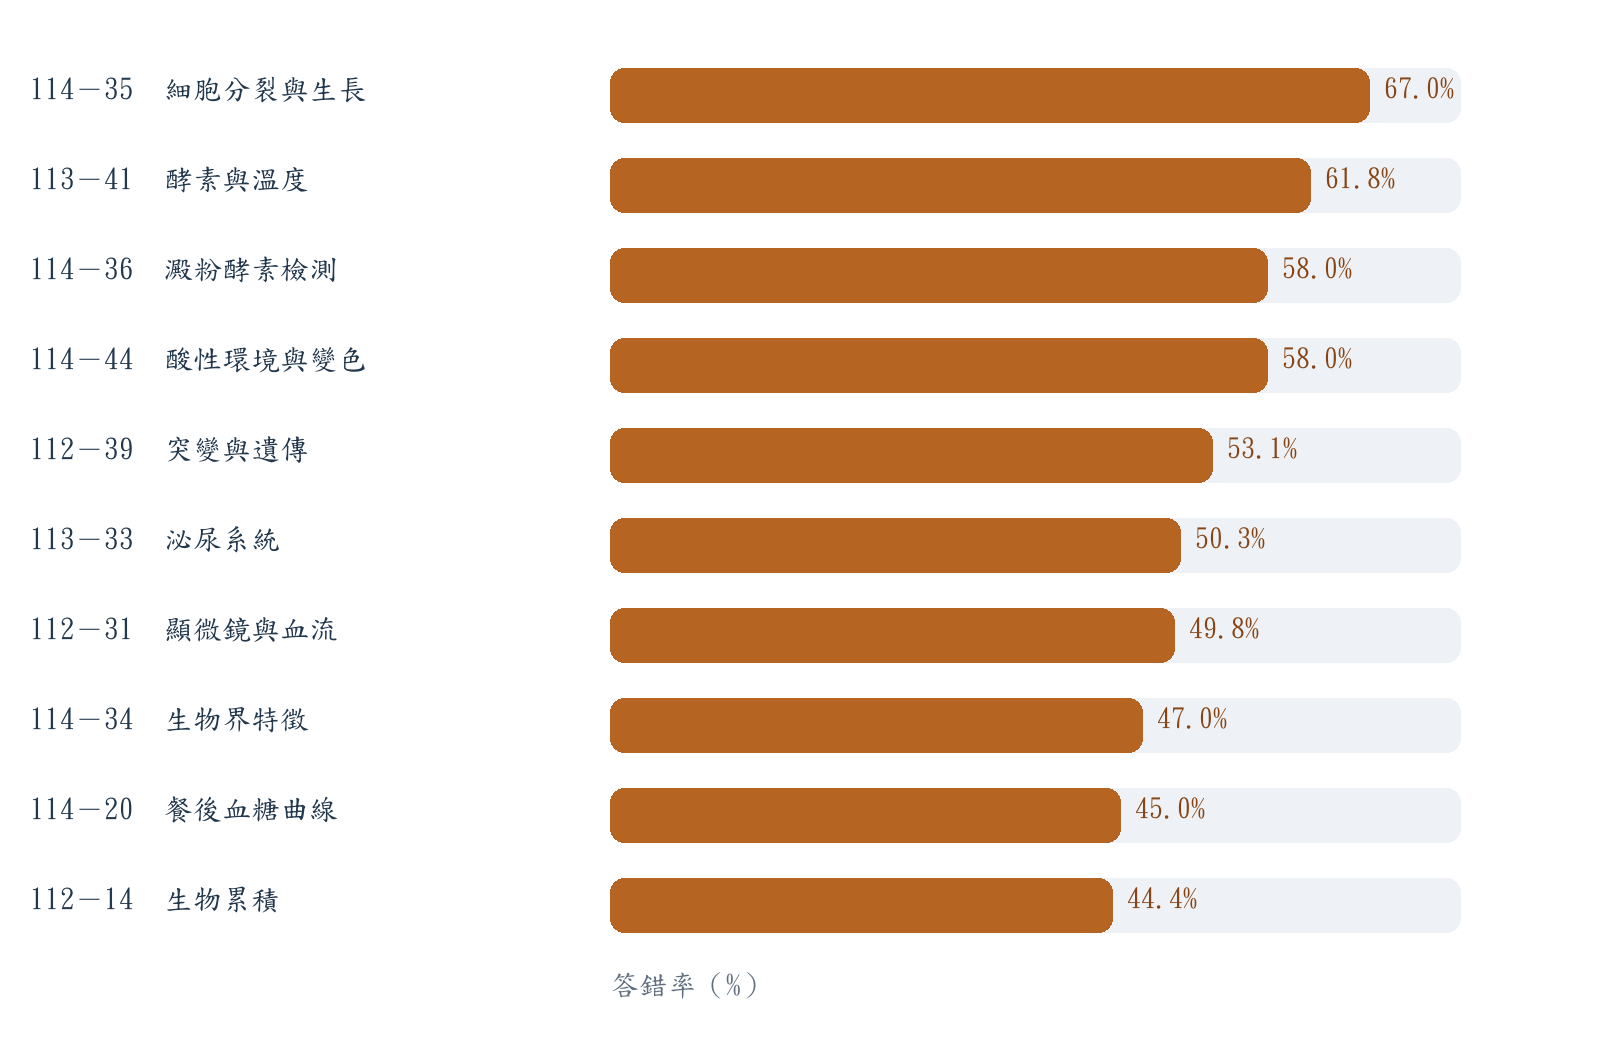 114－35 細胞分裂與生長 67.0%
113－41 酵素與溫度 61.8%
114－36 澱粉酵素檢測 58.0%
114－44 酸性環境與變色 58.0%
112－39 突變與遺傳 53.1%
113－33 泌尿系統 50.3%
112－31 顯微鏡與血流 49.8%
114－34 生物界特徵 47.0%
114－20 餐後血糖曲線 45.0%
112－14 生物累積 44.4%
答錯率（%）